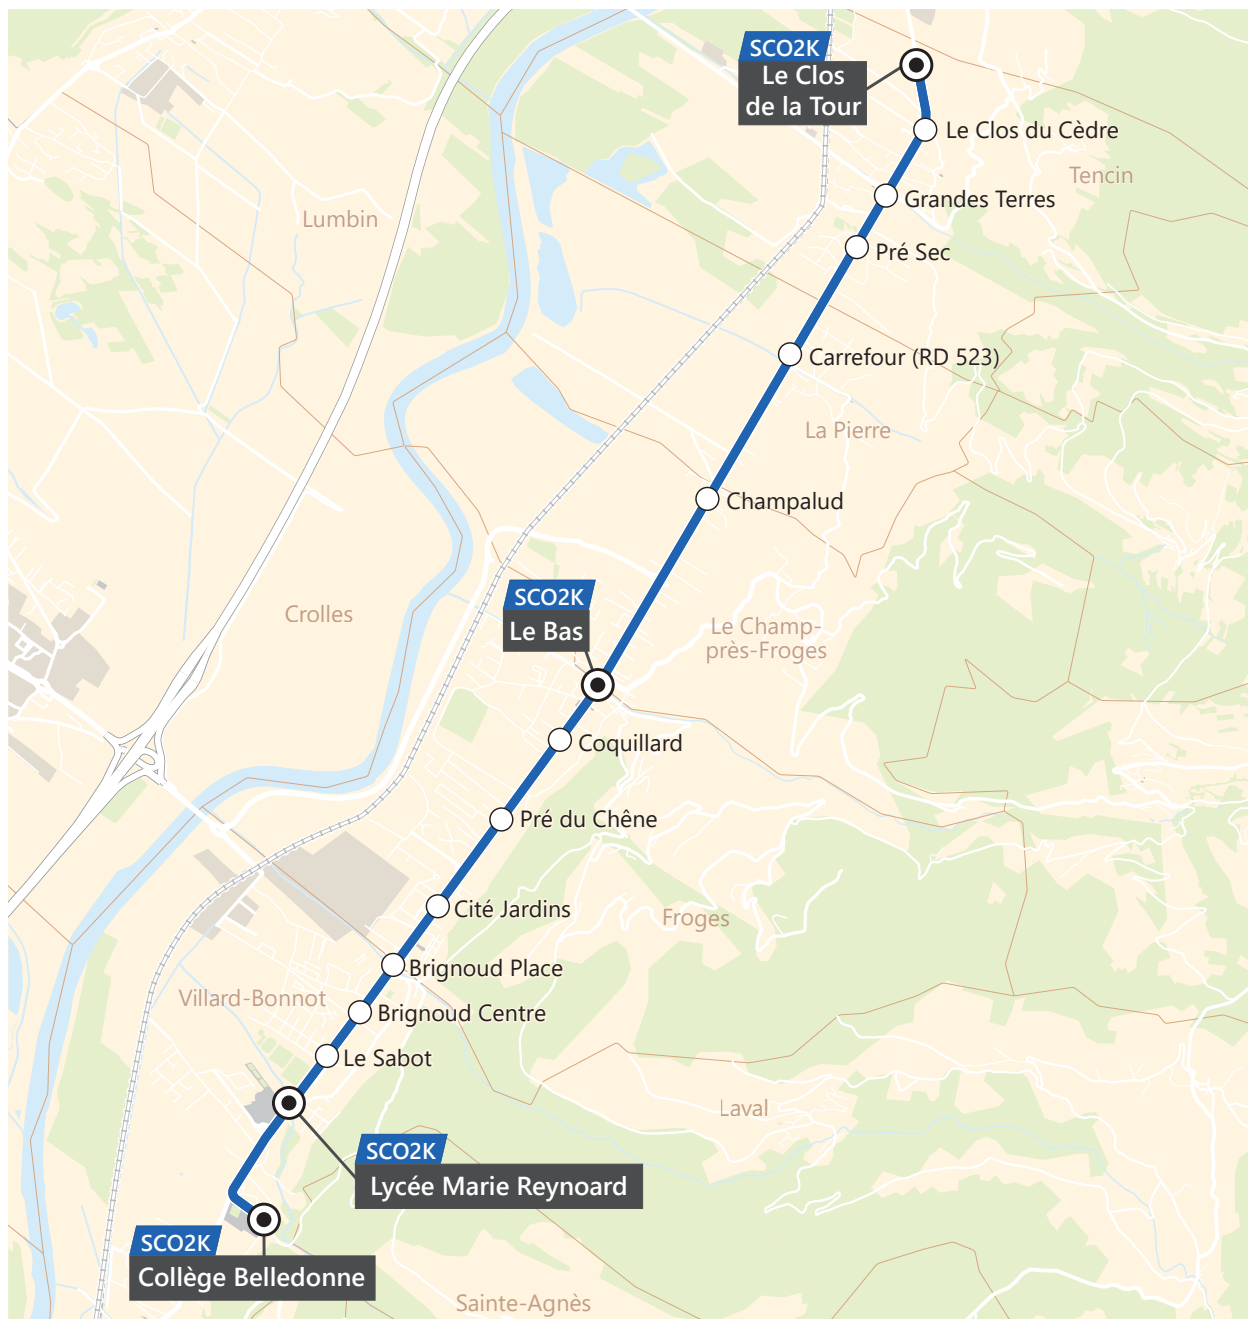 SCO2K
Le Clos
de la Tour
Le Clos du Cèdre
Tencin
Grandes Terres
Lumbin
Pré Sec
Carrefour (RD 523)
La Pierre
Champalud
SCO2K
Le Bas
Crolles
Le Champ-
près-Froges
Coquillard
Pré du Chêne
Cité Jardins
Froges
Brignoud Place
Villard-Bonnot
Brignoud Centre
Le Sabot
Laval
SCO2K
Lycée Marie Reynoard
SCO2K
Collège Belledonne
Sainte-Agnès